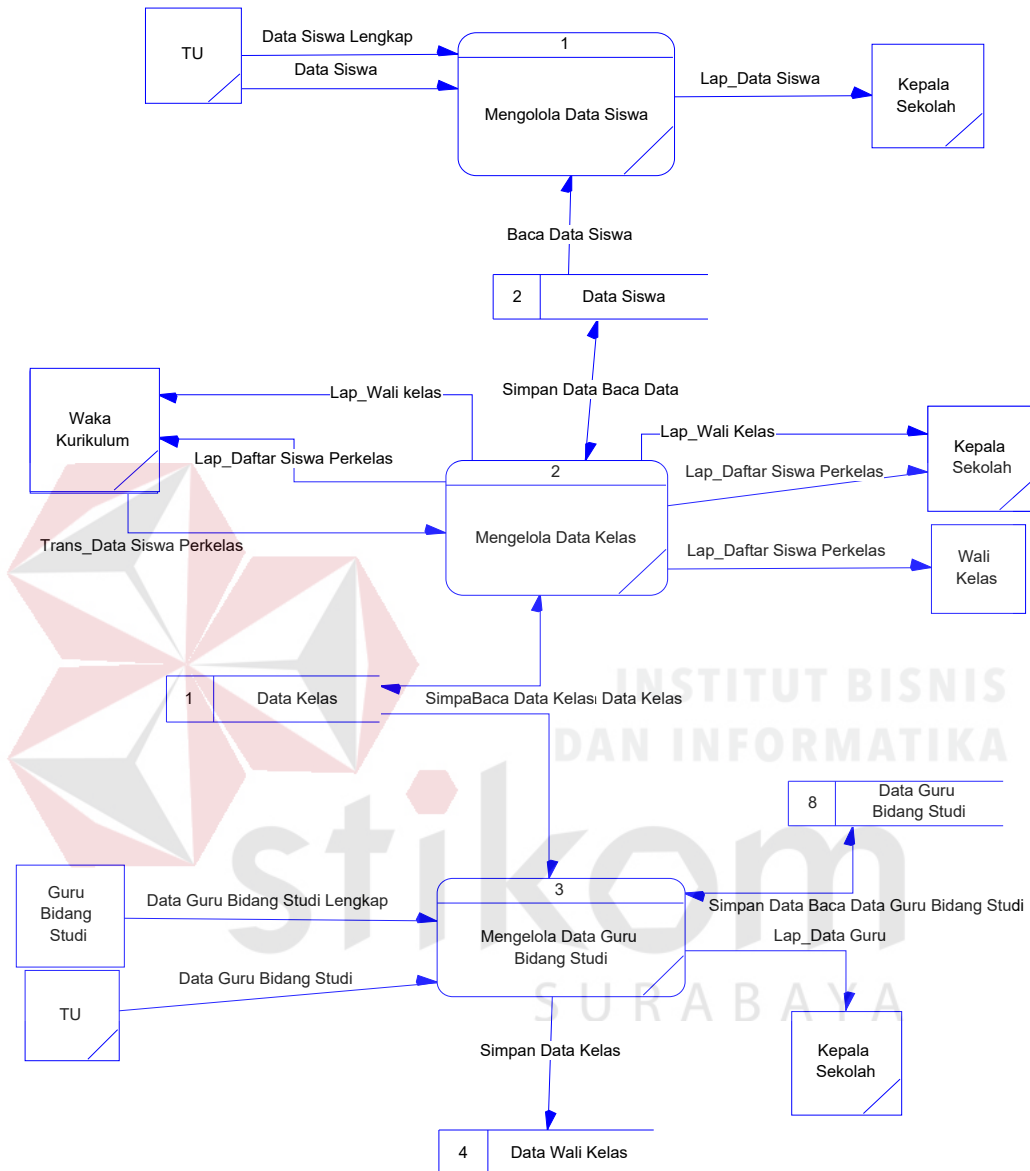 TU
Data Siswa Lengkap
Data Siswa
1
Mengolola Data Siswa
Lap_Data Siswa
Kepala
Sekolah
Baca Data Siswa
2
Data Siswa
Simpan Data Baca Data
Waka
Kurikulum
Lap_Wali kelas
Lap_Daftar Siswa Perkelas
Trans_Data Siswa Perkelas
2
Mengelola Data Kelas
Lap_Wali Kelas
Lap_Daftar Siswa Perkelas
Kepala
Sekolah
Lap_Daftar Siswa Perkelas
Wali
Kelas
1
Data Kelas
SimpaBaca Data Kelas Data Kelas
INSTITUT BISNIS
DAN INFORMATIKA
stikom
SURABAYA
8
Data Guru
Bidang Studi
Guru
Bidang
Studi
Data Guru Bidang Studi Lengkap
3
Mengelola Data Guru
Bidang Studi
Simpan Data Baca Data Guru Bidang Studi
Lap_Data Guru
TU
Data Guru Bidang Studi
Kepala
Sekolah
Simpan Data Kelas
4
Data Wali Kelas